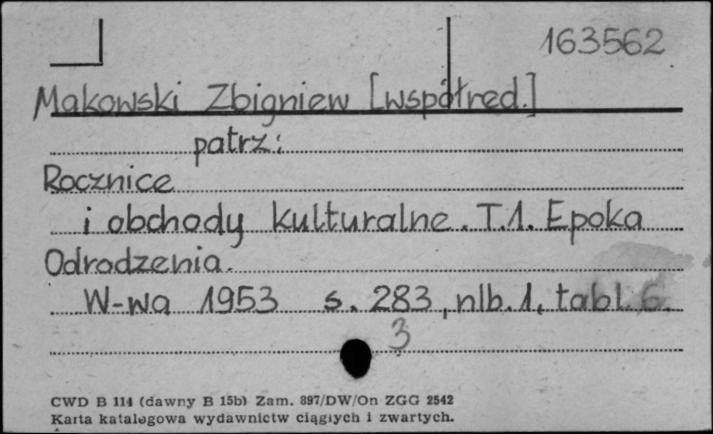 163562
Makowski Zbigniew [współred.]
patrz:
Rocznice
i obchody kulturalne. T.1. Epoka
Odrodzenia.
W-wa 1953 s. 283, nlb. 1, tabl. 6.
3
CWD B 114 (dawny B 15b) Zam. 897/DW/On ZGG 2542
Karta katalogowa wydawnictw ciągłych i zwartych.